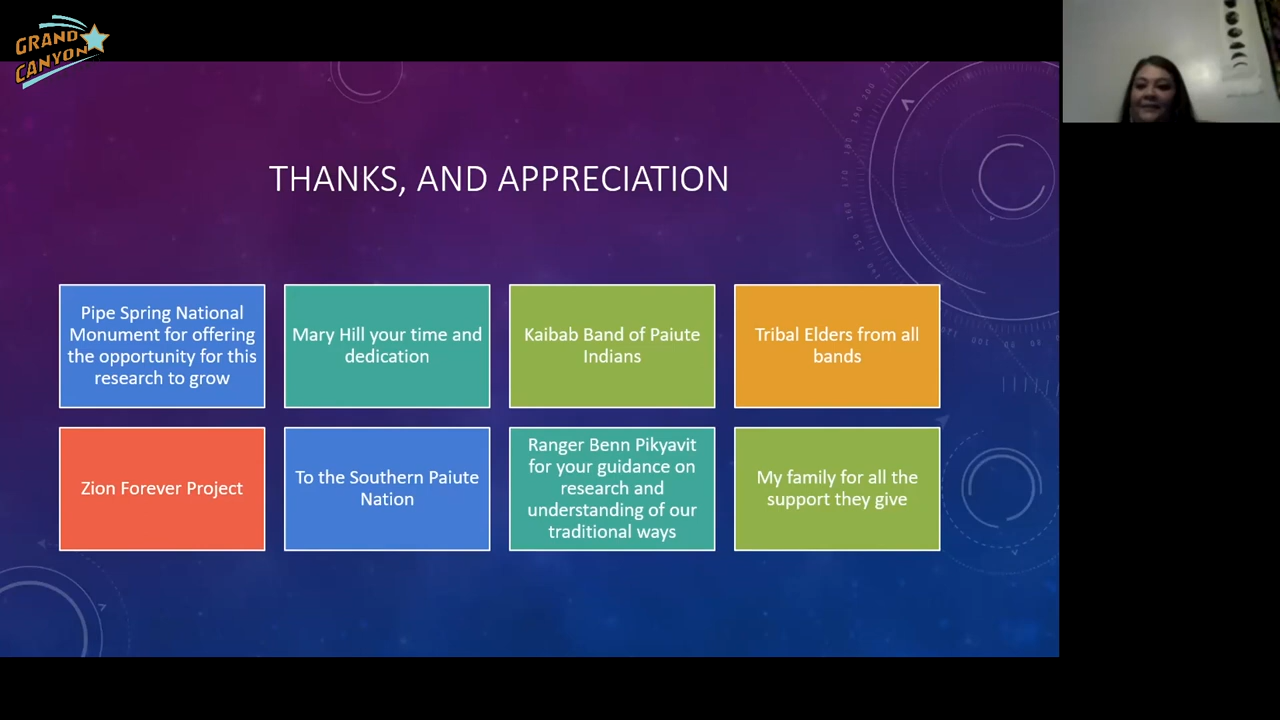 GRAND
CANYON
THANKS, AND APPRECIATION
Pipe Spring National
Monument for offering
the opportunity for this
research to grow
Mary Hill your time and
dedication
Kaibab Band of Paiute
Indians
Tribal Elders from all
bands
Zion Forever Project
To the Southern Paiute
Nation
Ranger Benn Pikyavit
for your guidance on
research and
understanding of our
traditional ways
My family for all the
support they give